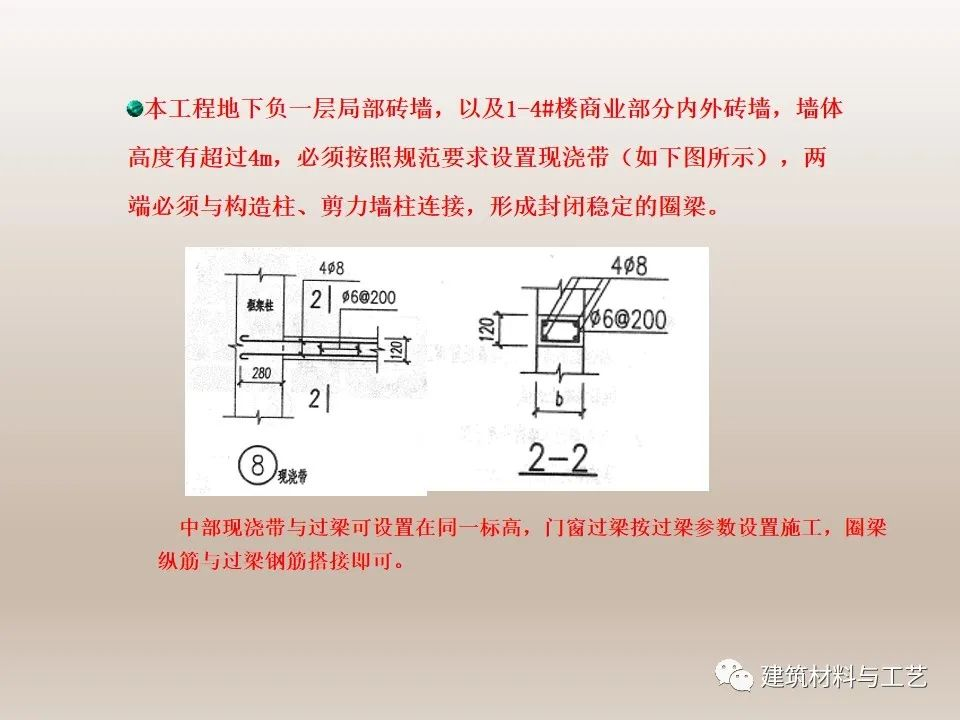 本工程地下负一层局部砖墙，以及1-4#楼商业部分内外砖墙，墙体
高度有超过4m，必须按照规范要求设置现浇带（如下图所示），两
端必须与构造柱、剪力墙柱连接，形成封闭稳定的圈梁。
4ø8
框架柱
2
ø6@200
120
280
2
8 现浇带
4ø8
ø6@200
120
b
2-2
中部现浇带与过梁可设置在同一标高，门窗过梁按过梁参数设置施工，圈梁
纵筋与过梁钢筋搭接即可。
建筑材料与工艺